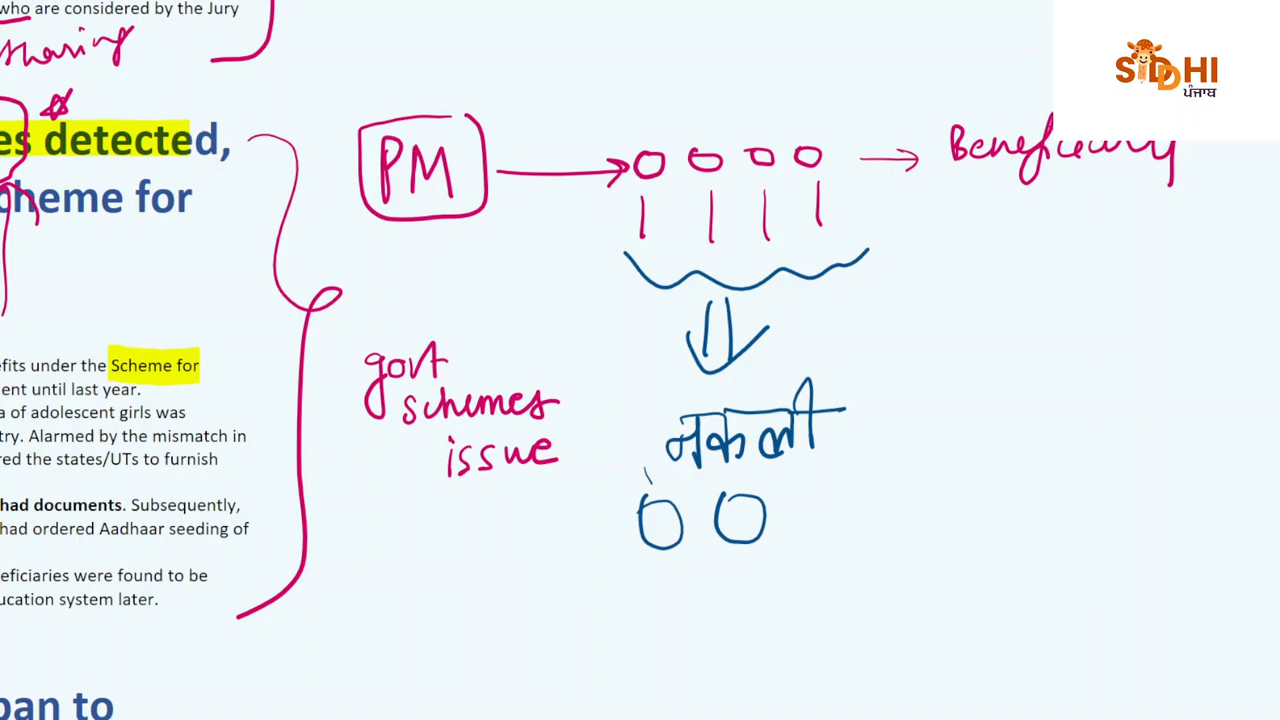 who are considered by the Jury
sharing
SIDDHI
ਪੰਜਾਬ
es detected,
cheme for
PM
Beneficiary
efits under the Scheme for
ent until last year.
a of adolescent girls was
try. Alarmed by the mismatch in
red the states/UTs to furnish
govt
schemes
issue
नकली
had documents. Subsequently,
had ordered Aadhaar seeding of
eficiaries were found to be
ucation system later.
pan to